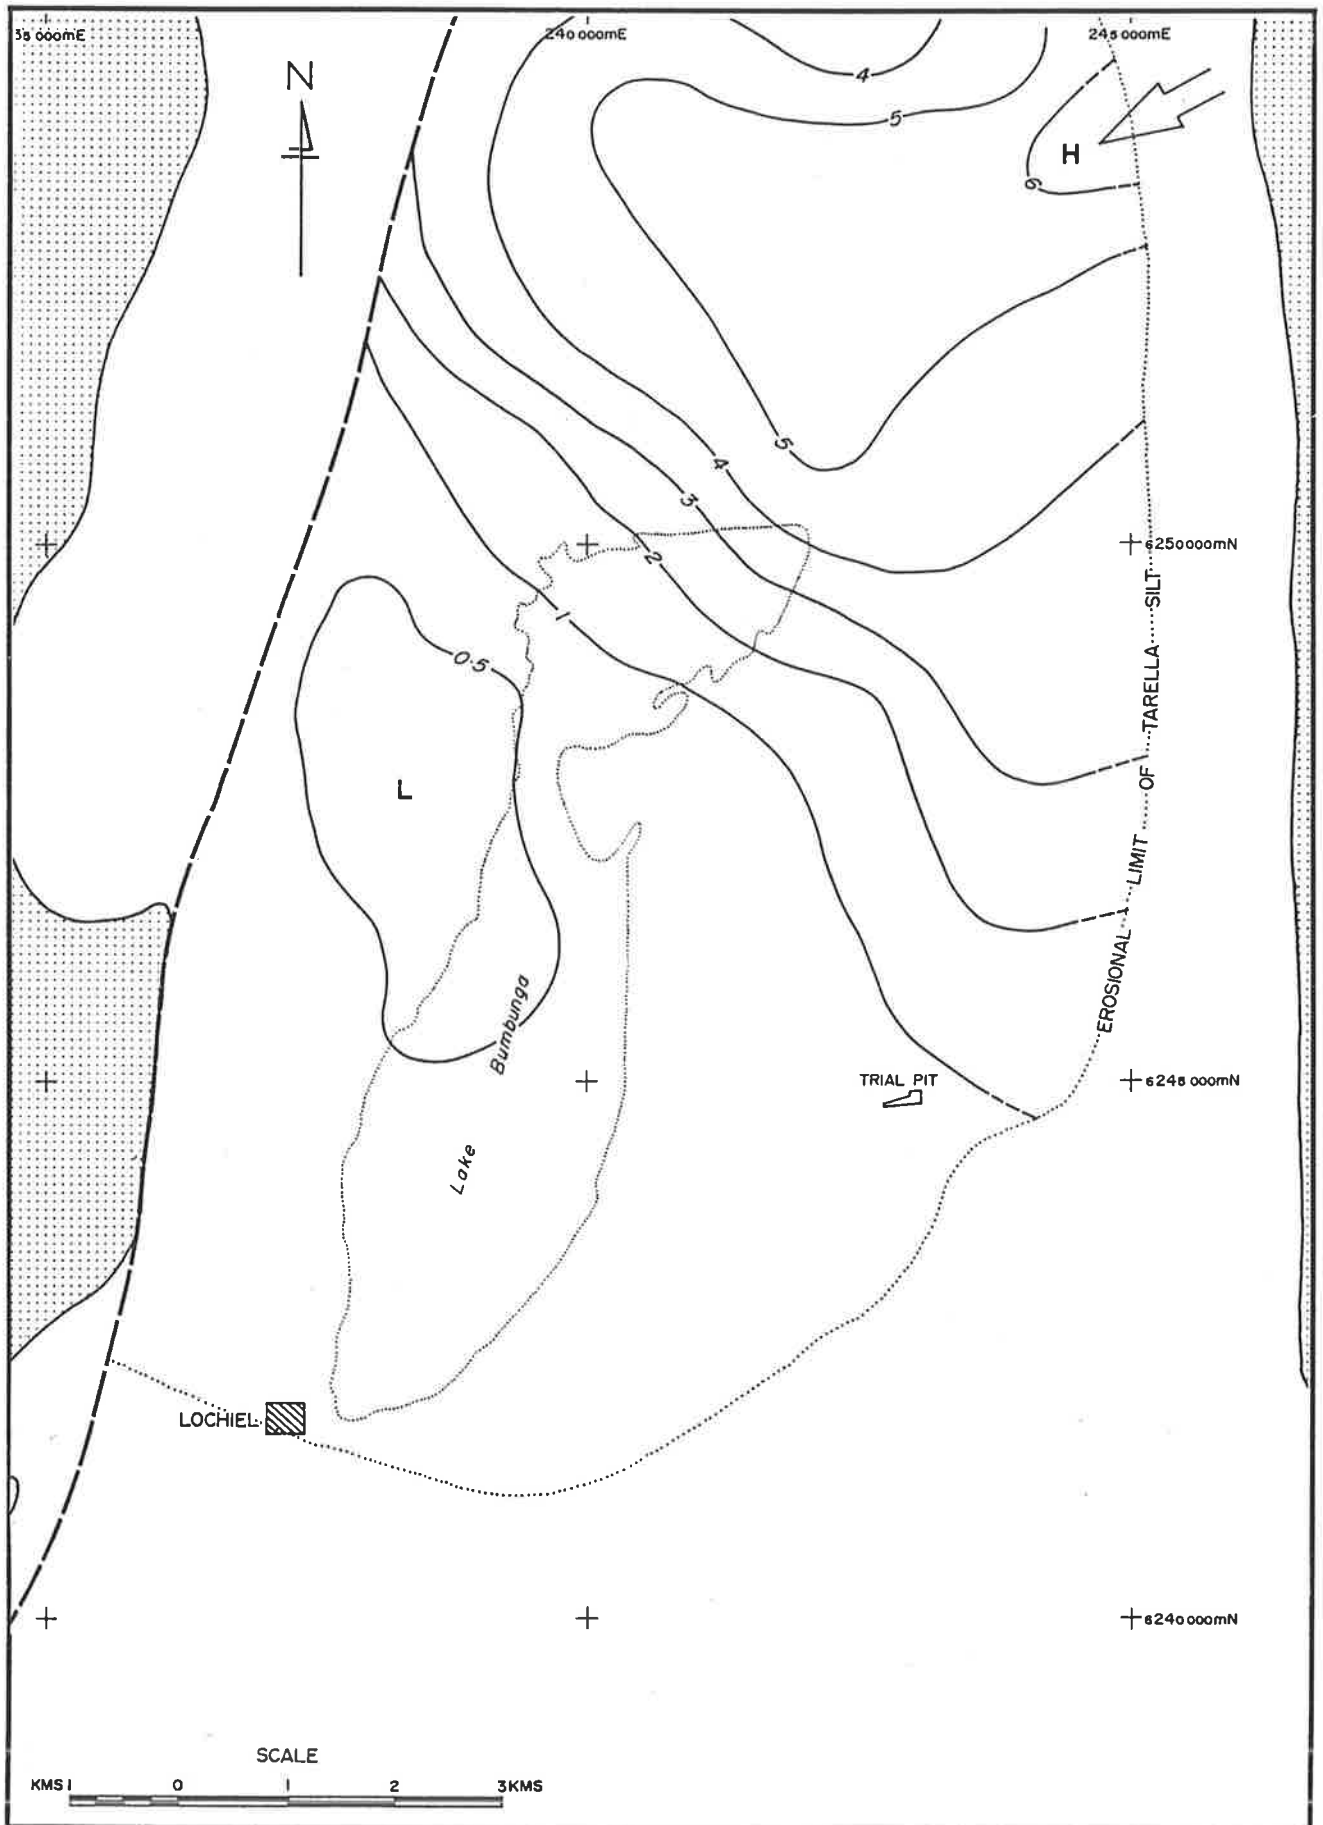 35 000mE
240 000mE
245 000mE
N
4
5
H
6
5
4
3
6250000mN
2
1
0·5
L
EROSIONAL LIMIT OF TARELLA SILT
Bumbunga
Lake
TRIAL PIT
6245 000mN
LOCHIEL
6240 000mN
SCALE
KMS 1 0 1 2 3 KMS